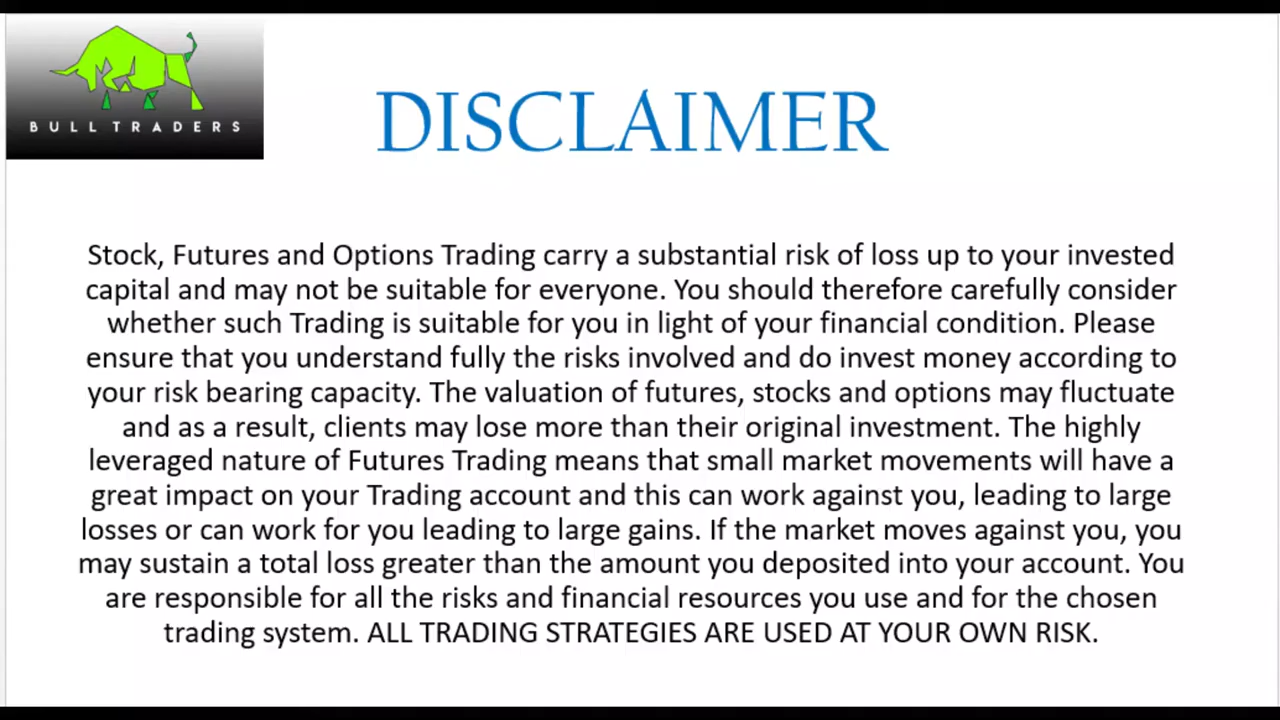 BULL TRADERS
DISCLAIMER
Stock, Futures and Options Trading carry a substantial risk of loss up to your invested
capital and may not be suitable for everyone. You should therefore carefully consider
whether such Trading is suitable for you in light of your financial condition. Please
ensure that you understand fully the risks involved and do invest money according to
your risk bearing capacity. The valuation of futures, stocks and options may fluctuate
and as a result, clients may lose more than their original investment. The highly
leveraged nature of Futures Trading means that small market movements will have a
great impact on your Trading account and this can work against you, leading to large
losses or can work for you leading to large gains. If the market moves against you, you
may sustain a total loss greater than the amount you deposited into your account. You
are responsible for all the risks and financial resources you use and for the chosen
trading system. ALL TRADING STRATEGIES ARE USED AT YOUR OWN RISK.